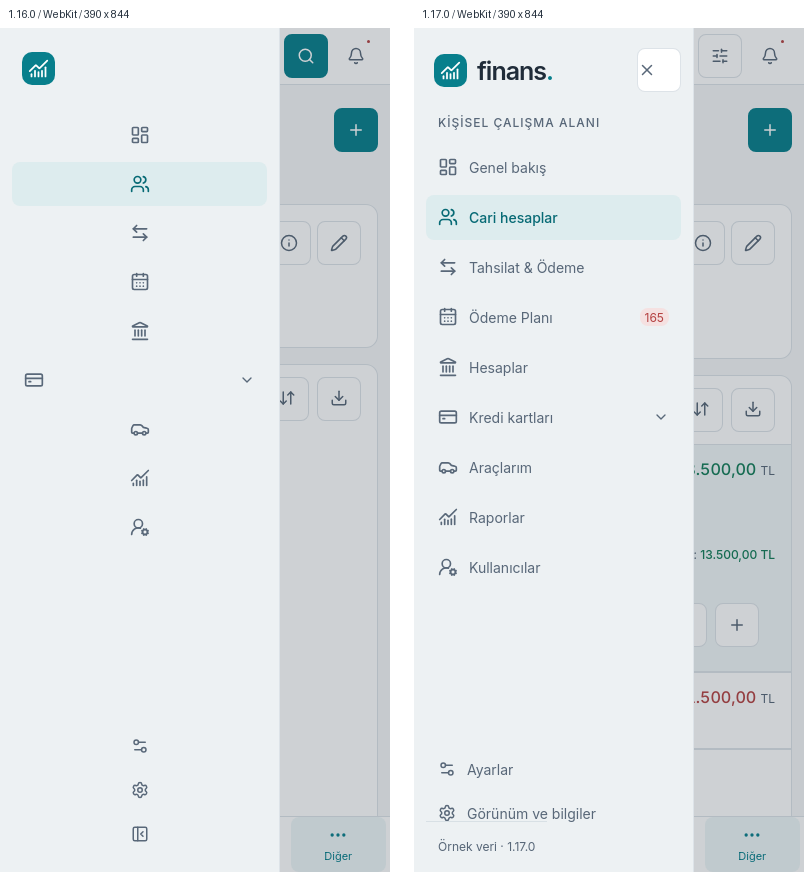 1.16.0 / WebKit / 390 x 844
Diğer
1.17.0 / WebKit / 390 x 844
finans.
KİŞİSEL ÇALIŞMA ALANI
Genel bakış
Cari hesaplar
Tahsilat & Ödeme
Ödeme Planı 165
Hesaplar
Kredi kartları
Araçlarım
Raporlar
Kullanıcılar
Ayarlar
Görünüm ve bilgiler
Örnek veri · 1.17.0
.500,00 TL
: 13.500,00 TL
.500,00 TL
Diğer